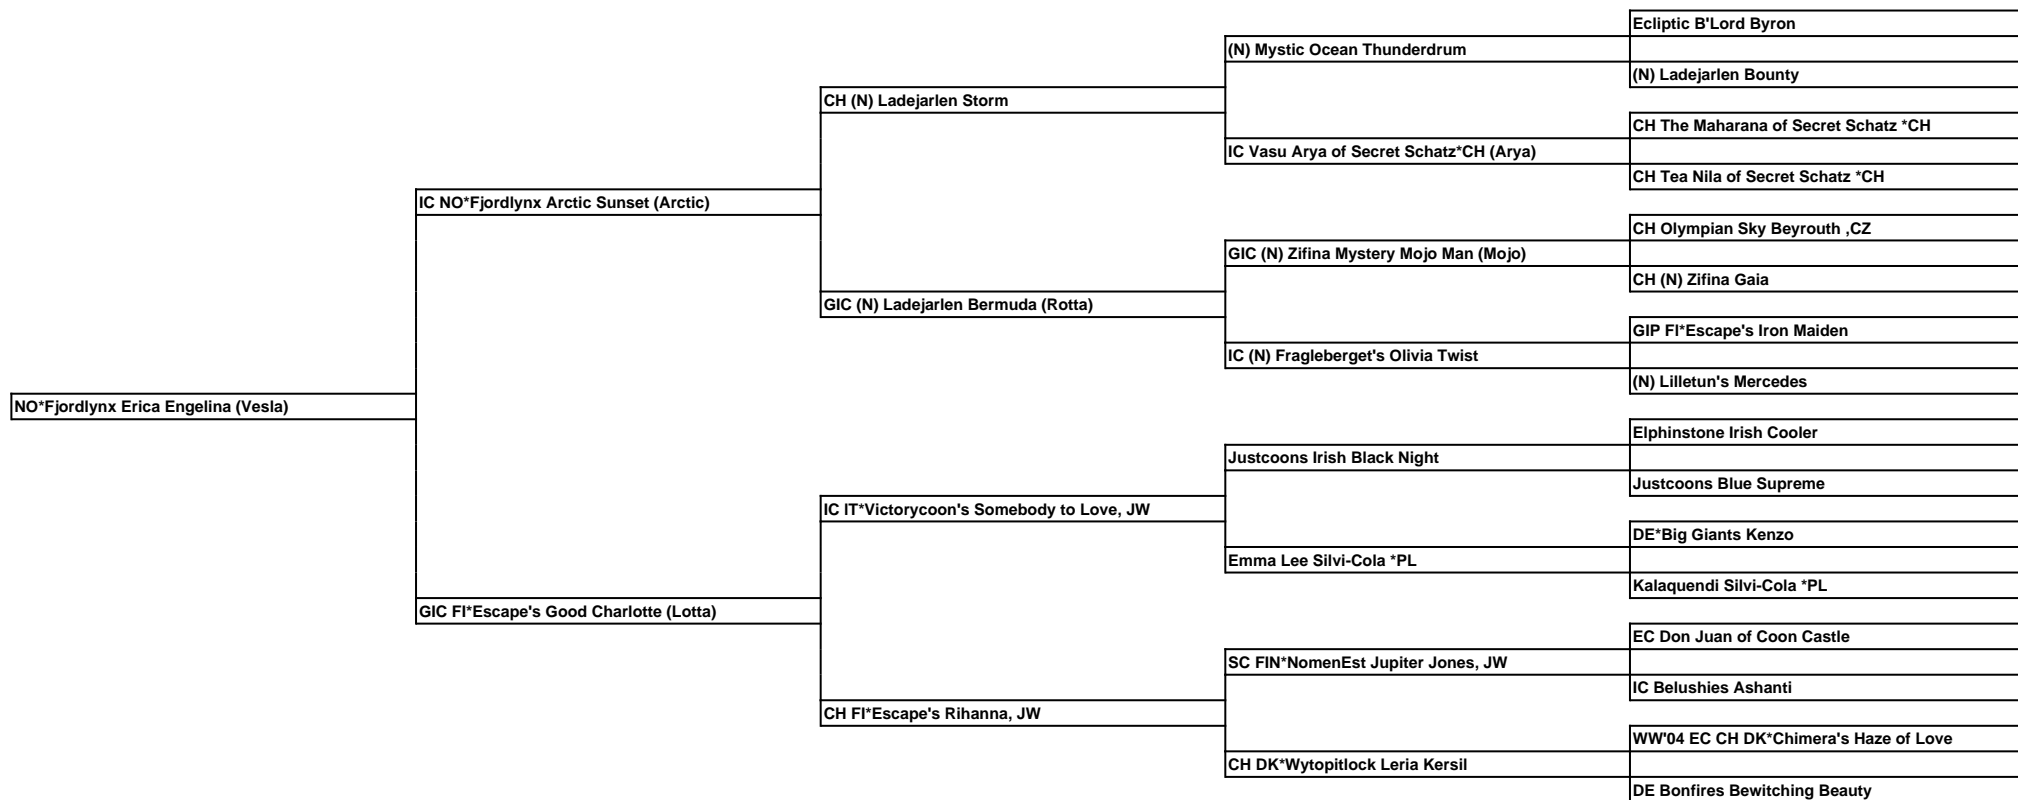 Ecliptic B'Lord Byron
(N) Mystic Ocean Thunderdrum
(N) Ladejarlen Bounty
CH (N) Ladejarlen Storm
CH The Maharana of Secret Schatz *CH
IC Vasu Arya of Secret Schatz*CH (Arya)
CH Tea Nila of Secret Schatz *CH
IC NO*Fjordlynx Arctic Sunset (Arctic)
CH Olympian Sky Beyrouth ,CZ
GIC (N) Zifina Mystery Mojo Man (Mojo)
CH (N) Zifina Gaia
GIC (N) Ladejarlen Bermuda (Rotta)
GIP FI*Escape's Iron Maiden
IC (N) Fragleberget's Olivia Twist
(N) Lilletun's Mercedes
NO*Fjordlynx Erica Engelina (Vesla)
Elphinstone Irish Cooler
Justcoons Irish Black Night
Justcoons Blue Supreme
IC IT*Victorycoon's Somebody to Love, JW
DE*Big Giants Kenzo
Emma Lee Silvi-Cola *PL
Kalaquendi Silvi-Cola *PL
GIC FI*Escape's Good Charlotte (Lotta)
EC Don Juan of Coon Castle
SC FIN*NomenEst Jupiter Jones, JW
IC Belushies Ashanti
CH FI*Escape's Rihanna, JW
WW'04 EC CH DK*Chimera's Haze of Love
CH DK*Wytopitlock Leria Kersil
DE Bonfires Bewitching Beauty